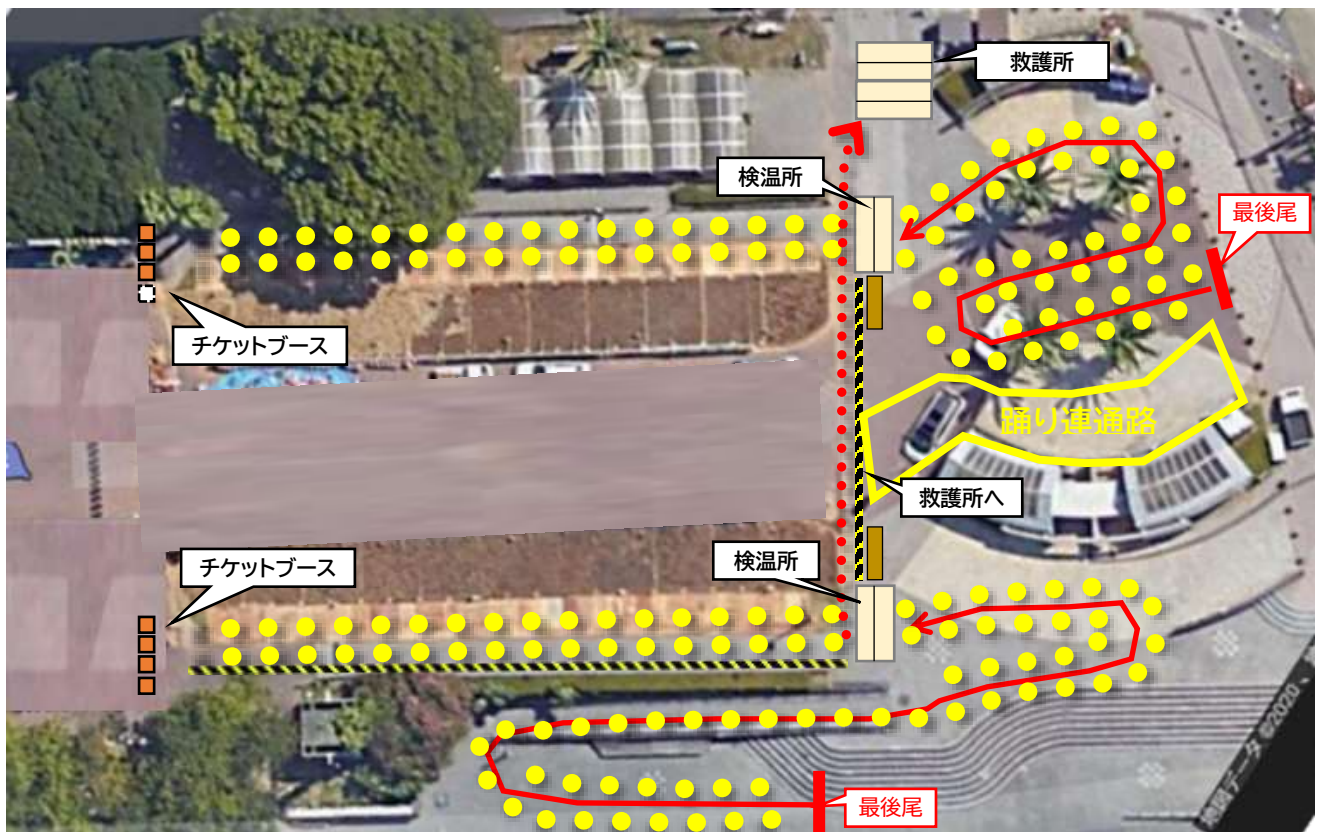 救護所
検温所
最後尾
チケットブース
踊り連通路
救護所へ
チケットブース
検温所
最後尾
地図データ ©2020、